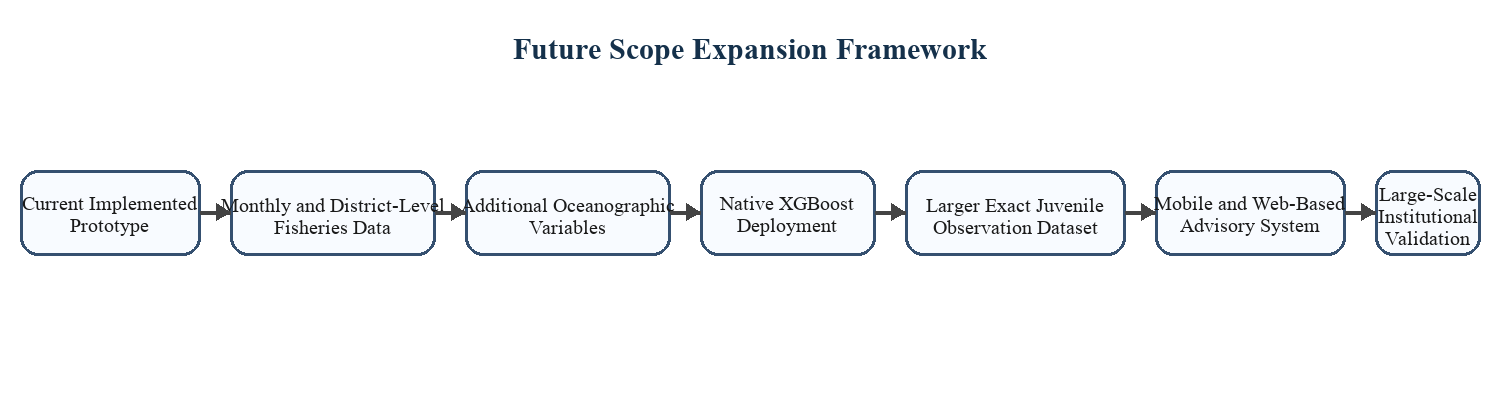 Future Scope Expansion Framework
Current Implemented
Prototype
Monthly and District-Level
Fisheries Data
Additional Oceanographic
Variables
Native XGBoost
Deployment
Larger Exact Juvenile
Observation Dataset
Mobile and Web-Based
Advisory System
Large-Scale
Institutional
Validation